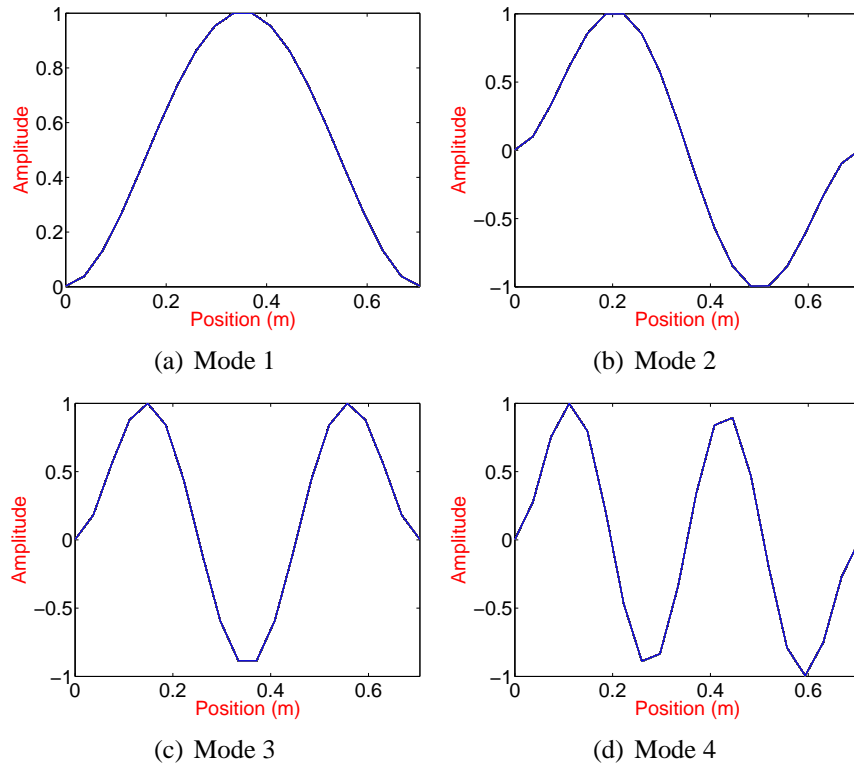 1
0.8
0.6
0.4
0.2
0
0 0.2 0.4 0.6
Amplitude
Position (m)
(a) Mode 1
1
0.5
0
−0.5
−1
0 0.2 0.4 0.6
Amplitude
Position (m)
(b) Mode 2
1
0.5
0
−0.5
−1
0 0.2 0.4 0.6
Amplitude
Position (m)
(c) Mode 3
1
0.5
0
−0.5
−1
0 0.2 0.4 0.6
Amplitude
Position (m)
(d) Mode 4